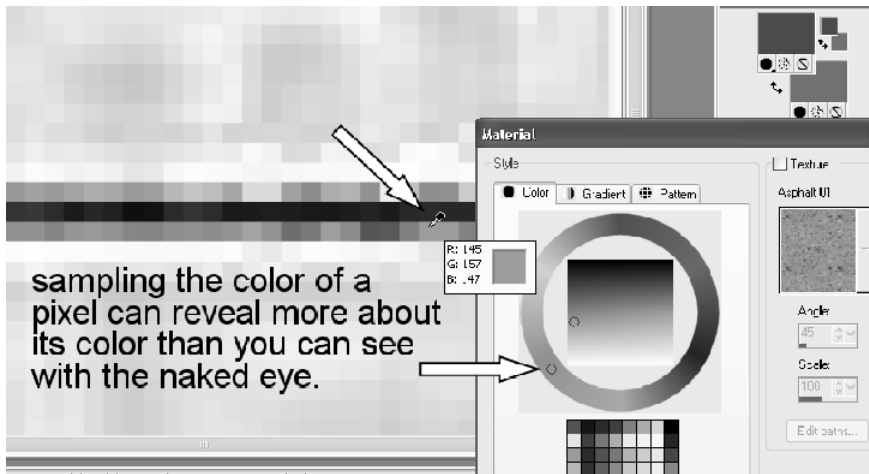 Material
Style
Texture
Color
Gradient
Pattern
Asphalt 01
R: 145
G: 157
B: 147
sampling the color of a
pixel can reveal more about
its color than you can see
with the naked eye.
Angle:
45
Scale:
100
Edit paths...